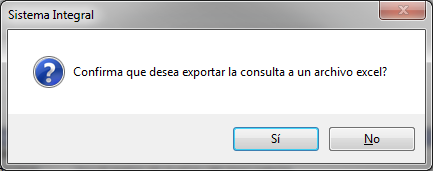 Sistema Integral
Confirma que desea exportar la consulta a un archivo excel?
Sí
No